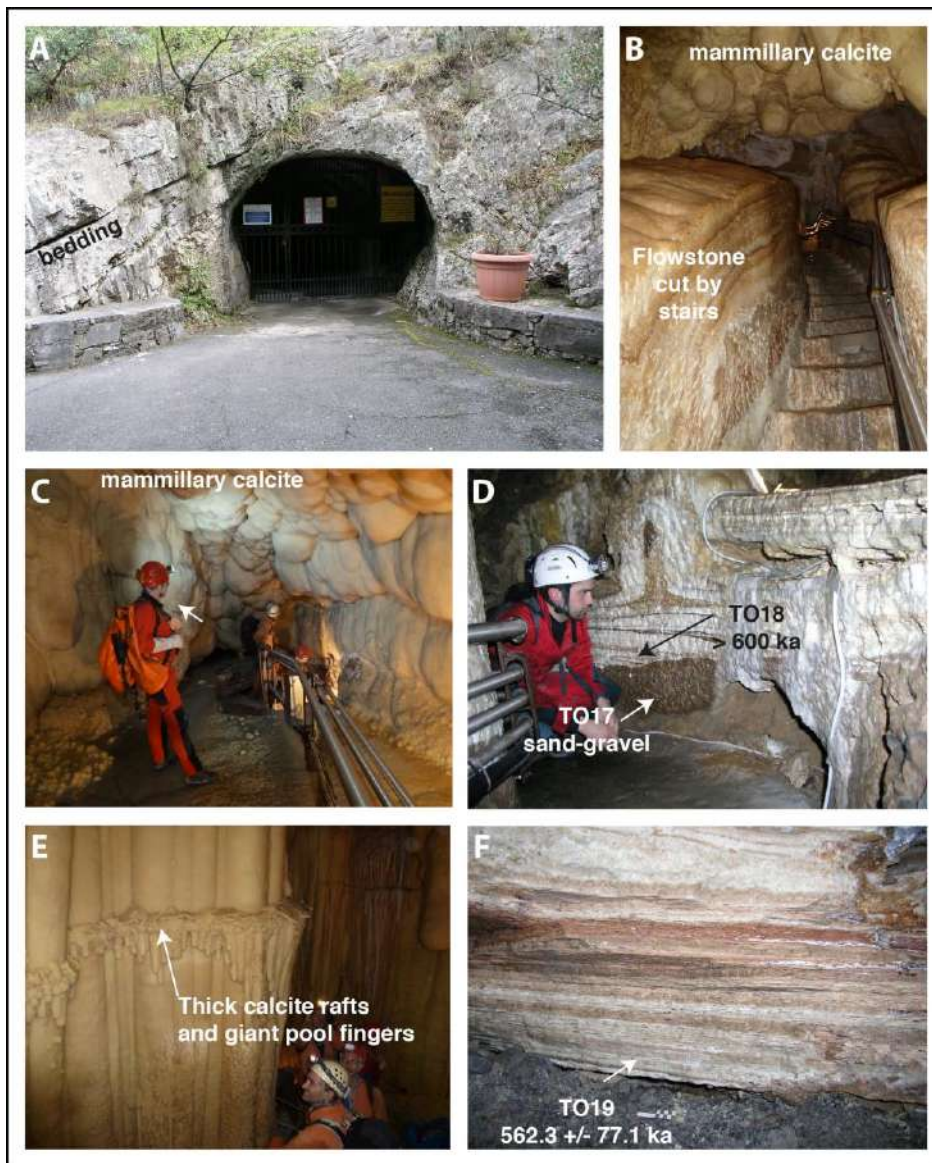 A
bedding
B
mammillary calcite
Flowstone
cut by
stairs
C
mammillary calcite
D
TO18
> 600 ka
TO17
sand-gravel
E
Thick calcite rafts
and giant pool fingers
F
TO19
562.3 +/- 77.1 ka